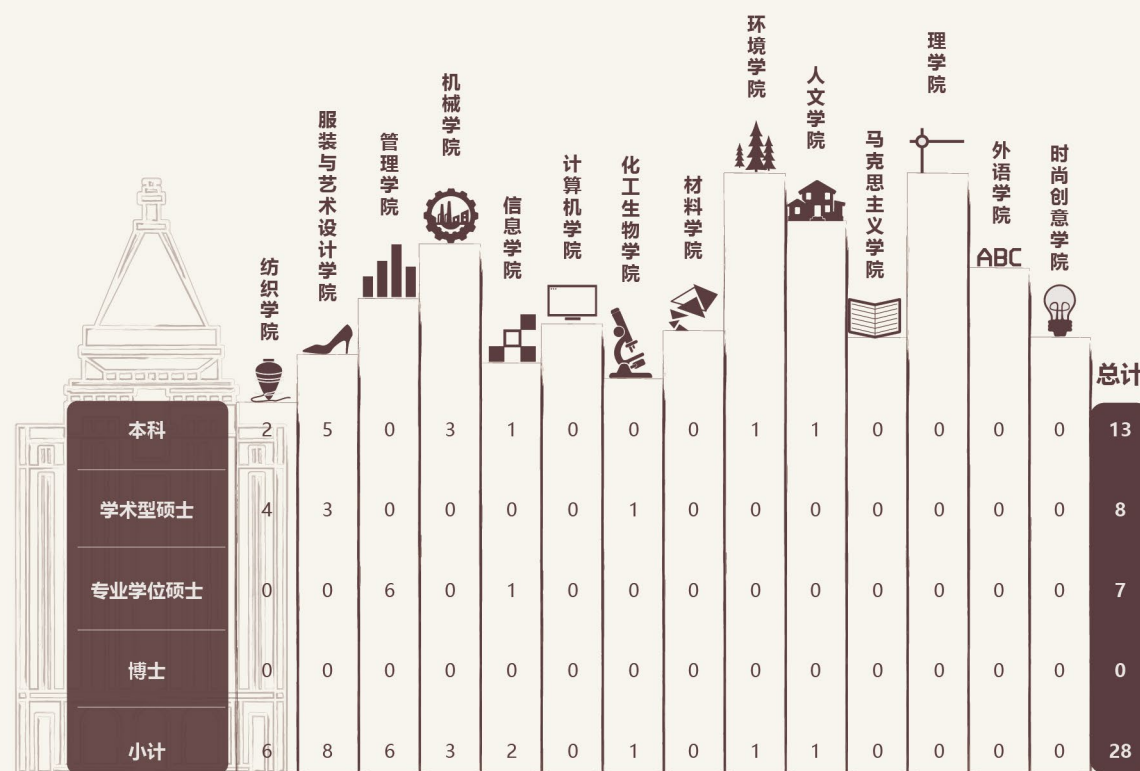 纺织学院
服装与艺术设计学院
管理学院
机械学院
信息学院
计算机学院
化工生物学院
材料学院
环境学院
人文学院
马克思主义学院
理学院
外语学院
ABC
时尚创意学院
总计
本科 2 5 0 3 1 0 0 0 1 1 0 0 0 0 13
学术型硕士 4 3 0 0 0 0 1 0 0 0 0 0 0 0 8
专业学位硕士 0 0 6 0 1 0 0 0 0 0 0 0 0 0 7
博士 0 0 0 0 0 0 0 0 0 0 0 0 0 0 0
小计 6 8 6 3 2 0 1 0 1 1 0 0 0 0 28